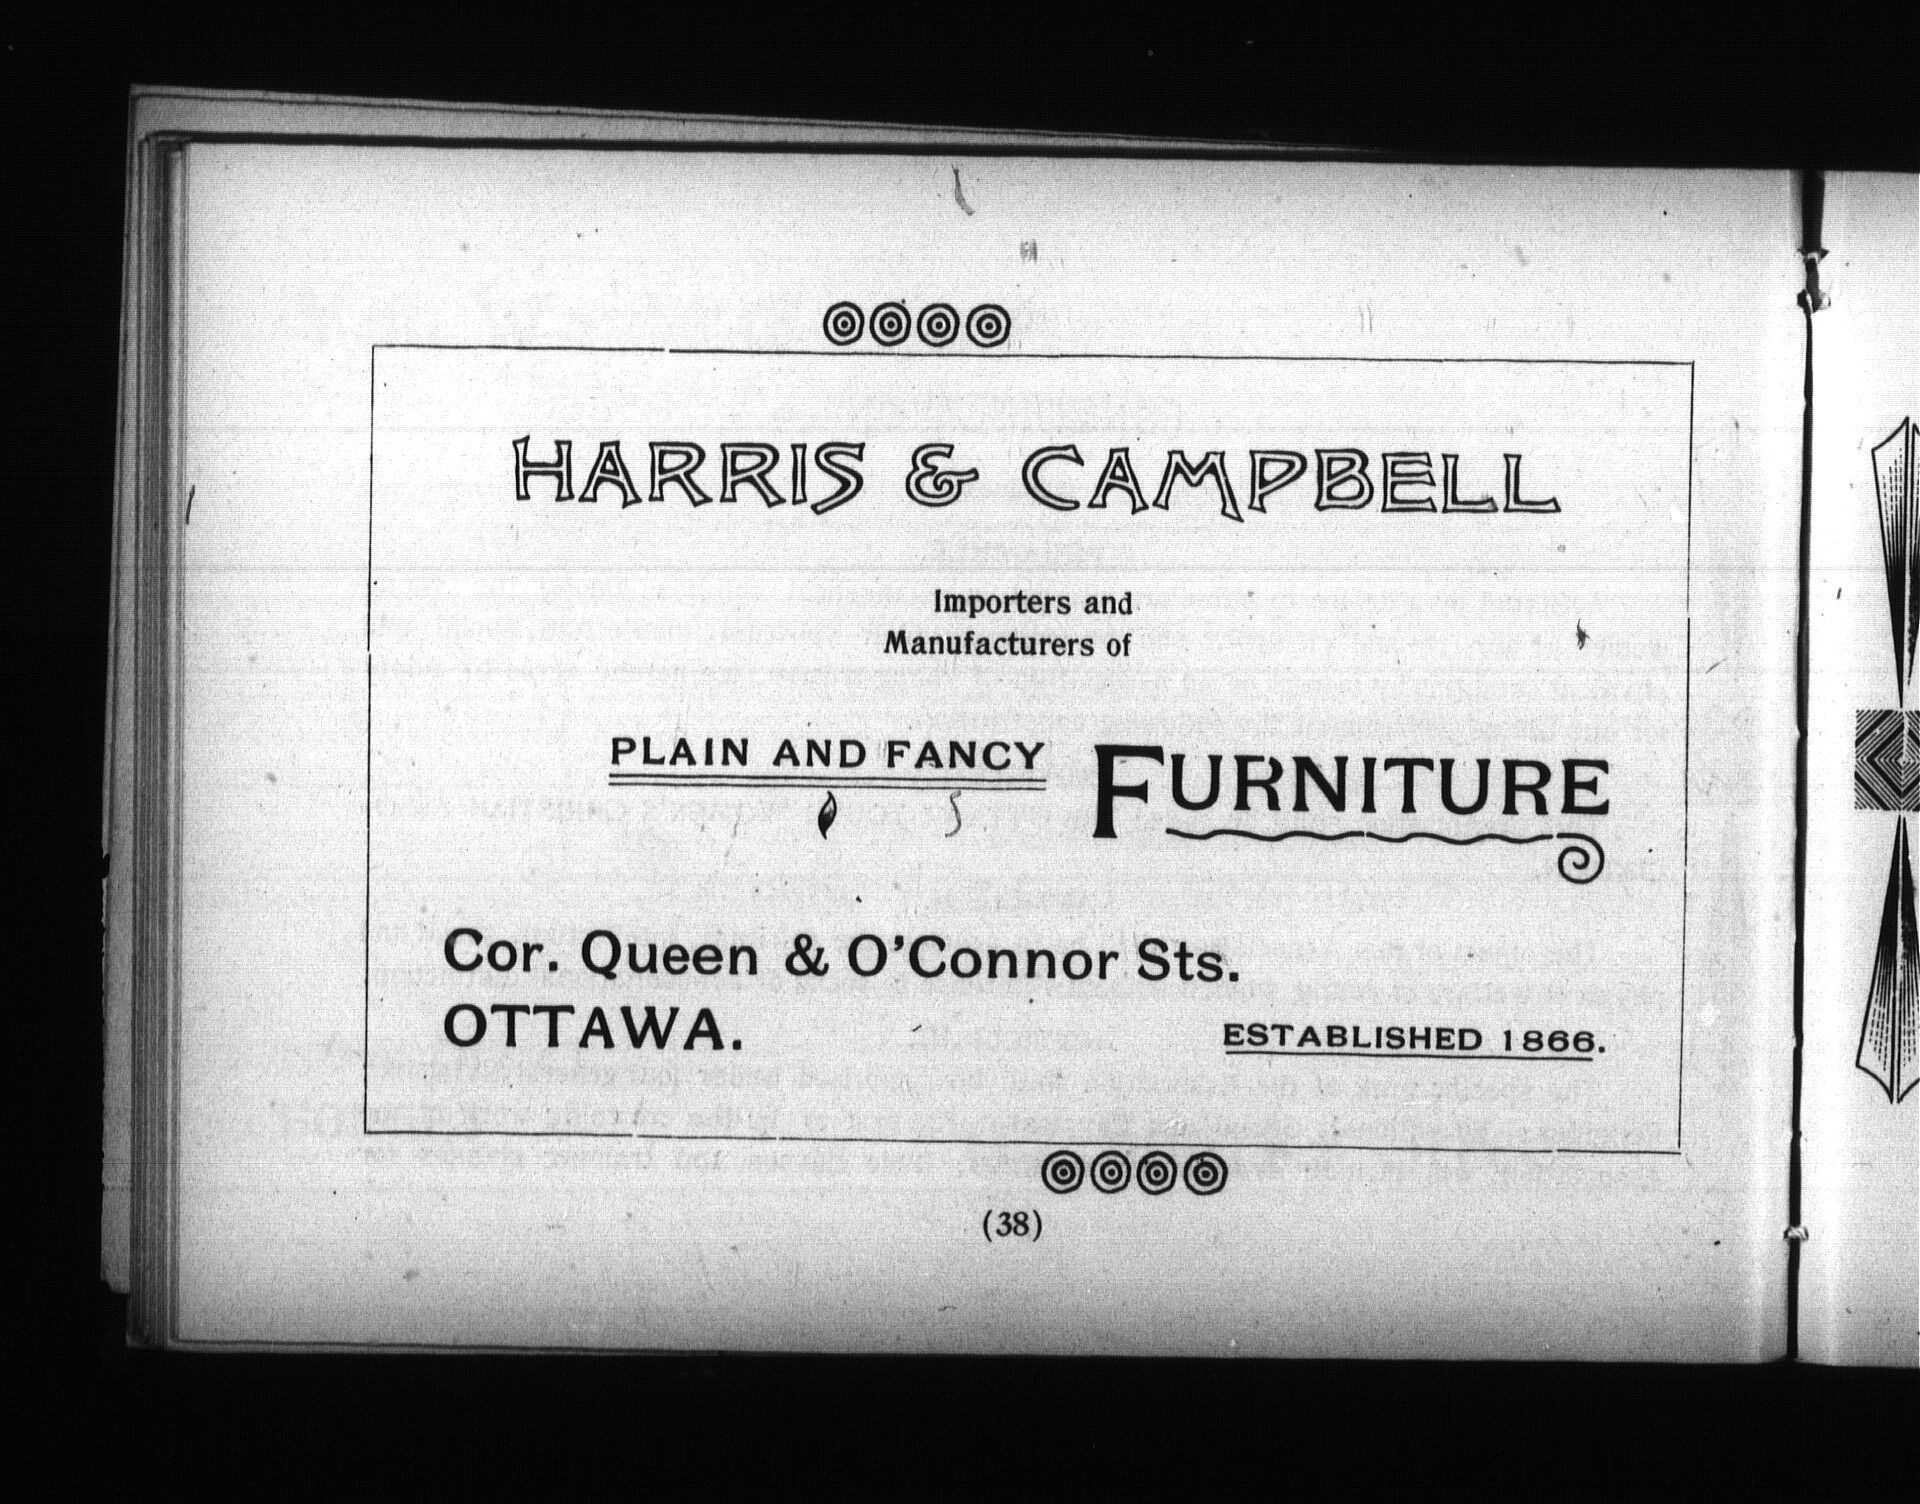 HARRIS & CAMPBELL
Importers and
Manufacturers of
PLAIN AND FANCY FURNITURE
Cor. Queen & O'Connor Sts.
OTTAWA.
ESTABLISHED 1866.
(38)